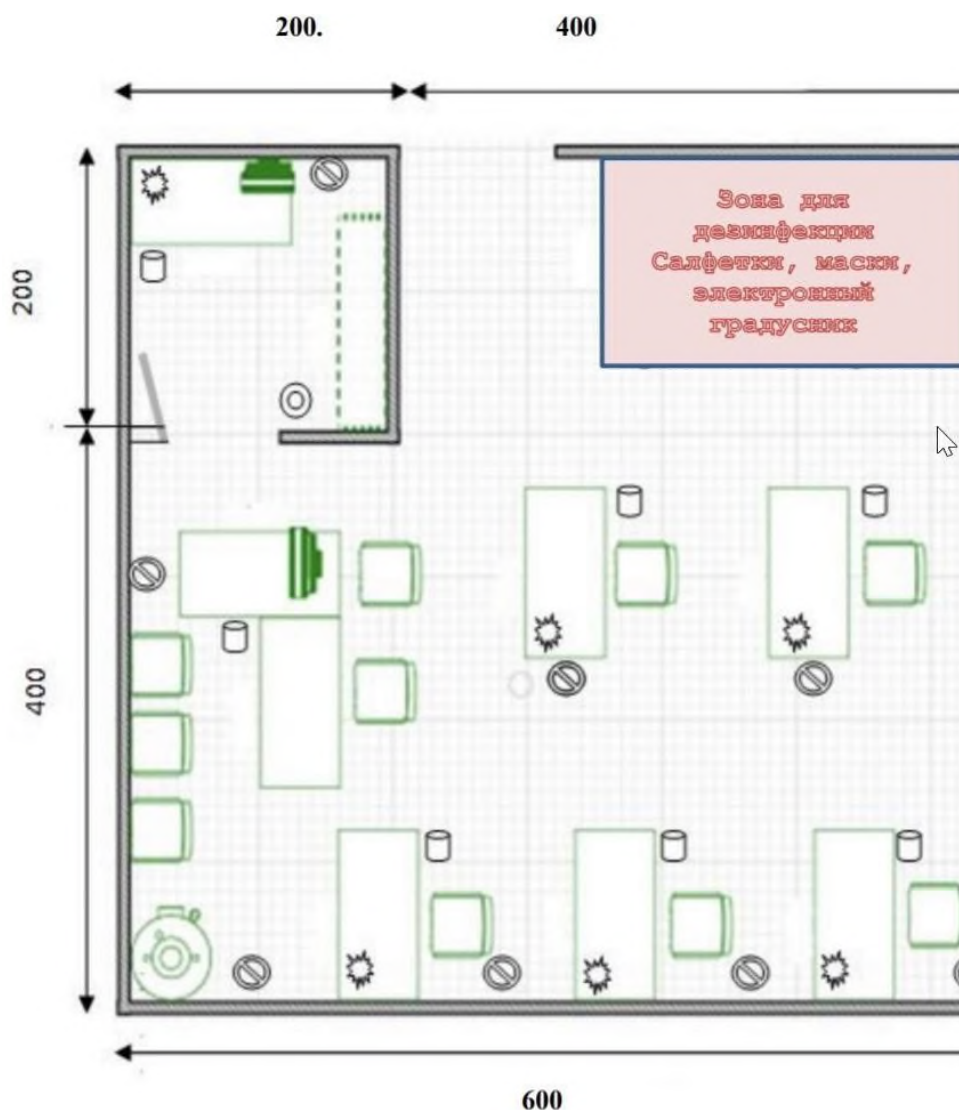 200.
400
Зона для
дезинфекции
Салфетки, маски,
электронный
градусник
200
400
600